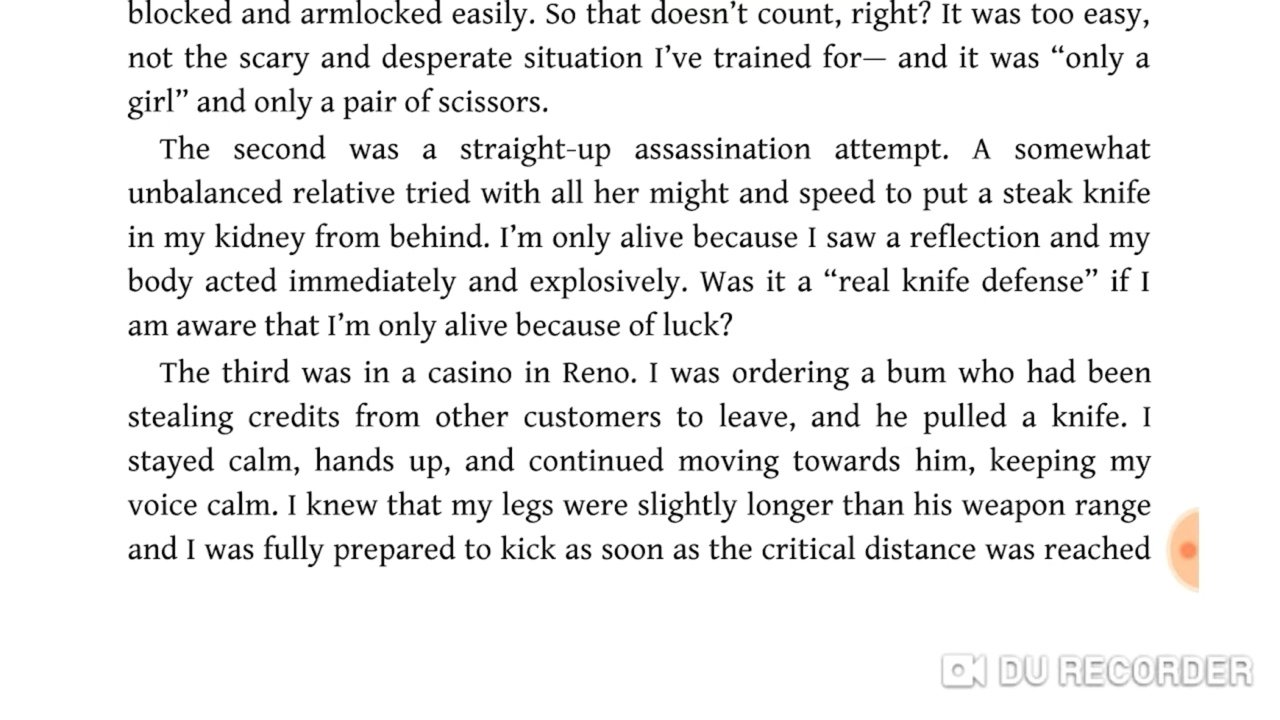 blocked and armlocked easily. So that doesn’t count, right? It was too easy,
not the scary and desperate situation I’ve trained for— and it was “only a
girl” and only a pair of scissors.
The second was a straight-up assassination attempt. A somewhat
unbalanced relative tried with all her might and speed to put a steak knife
in my kidney from behind. I’m only alive because I saw a reflection and my
body acted immediately and explosively. Was it a “real knife defense” if I
am aware that I’m only alive because of luck?
The third was in a casino in Reno. I was ordering a bum who had been
stealing credits from other customers to leave, and he pulled a knife. I
stayed calm, hands up, and continued moving towards him, keeping my
voice calm. I knew that my legs were slightly longer than his weapon range
and I was fully prepared to kick as soon as the critical distance was reached
DU RECORDER